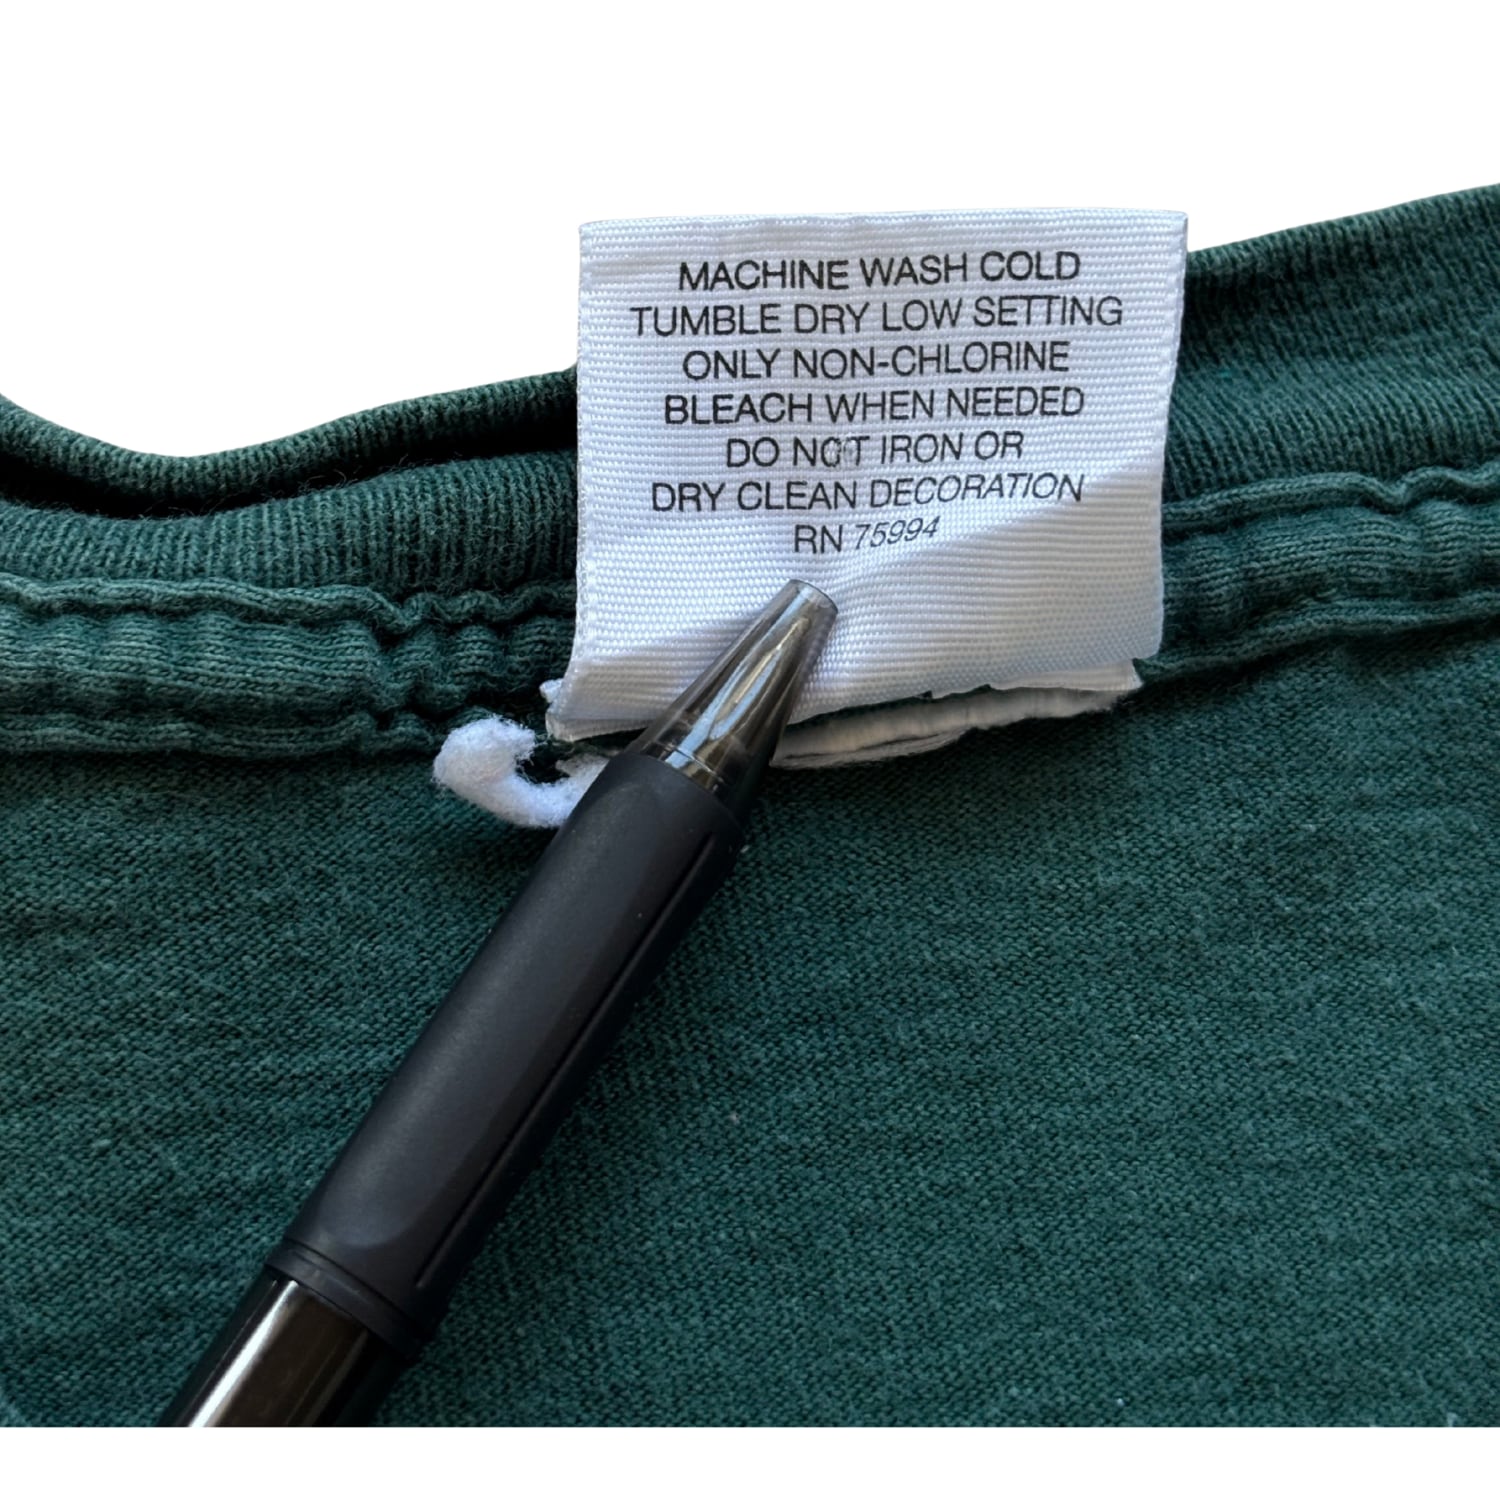 MACHINE WASH COLD
TUMBLE DRY LOW SETTING
ONLY NON-CHLORINE
BLEACH WHEN NEEDED
DO NOT IRON OR
DRY CLEAN DECORATION
RN 75994